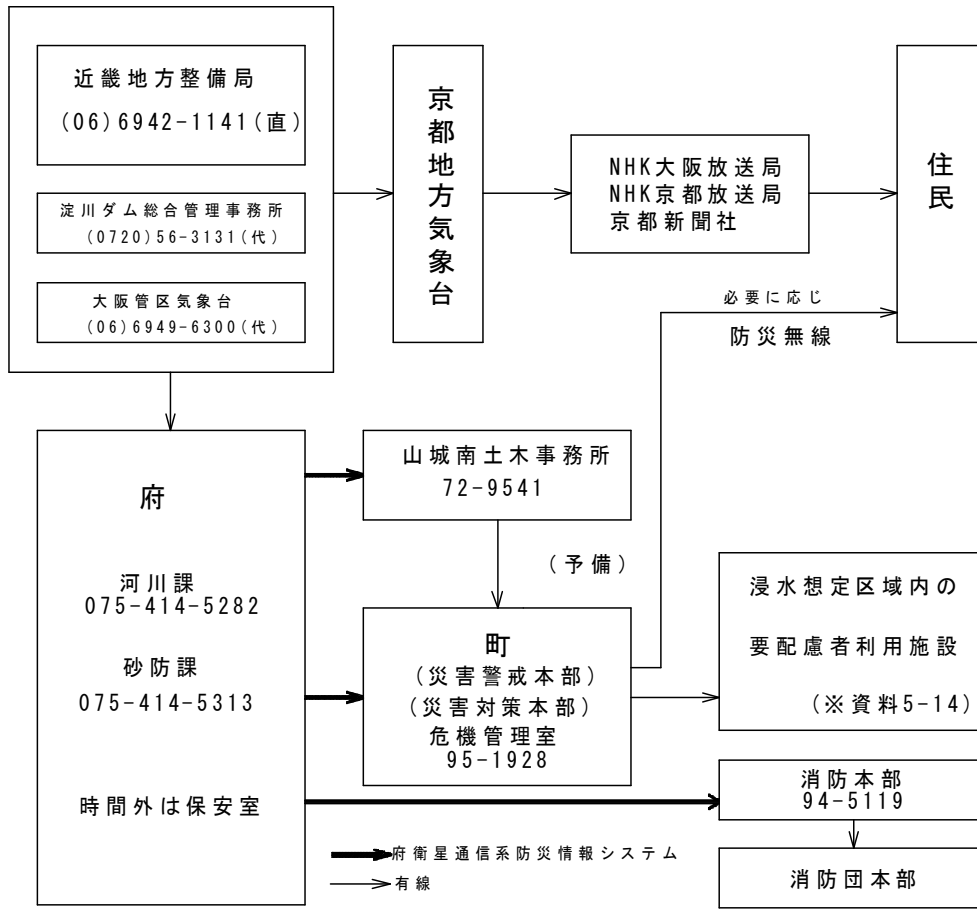 近畿地方整備局
(06)6942-1141(直)
淀川ダム総合管理事務所
(0720)56-3131(代)
大阪管区気象台
(06)6949-6300(代)
京都地方気象台
NHK大阪放送局
NHK京都放送局
京都新聞社
住民
必要に応じ
防災無線
府
河川課
075-414-5282
砂防課
075-414-5313
時間外は保安室
山城南土木事務所
72-9541
(予備)
町
(災害警戒本部)
(災害対策本部)
危機管理室
95-1928
浸水想定区域内の
要配慮者利用施設
(※資料5-14)
消防本部
94-5119
消防団本部
府衛星通信系防災情報システム
有線